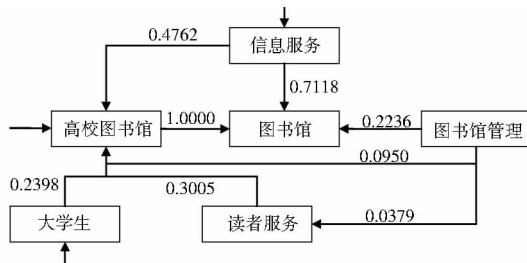 0.4762
信息服务
0.7118
高校图书馆
1.0000
图书馆
0.2236
图书馆管理
0.0950
0.2398
0.3005
大学生
读者服务
0.0379